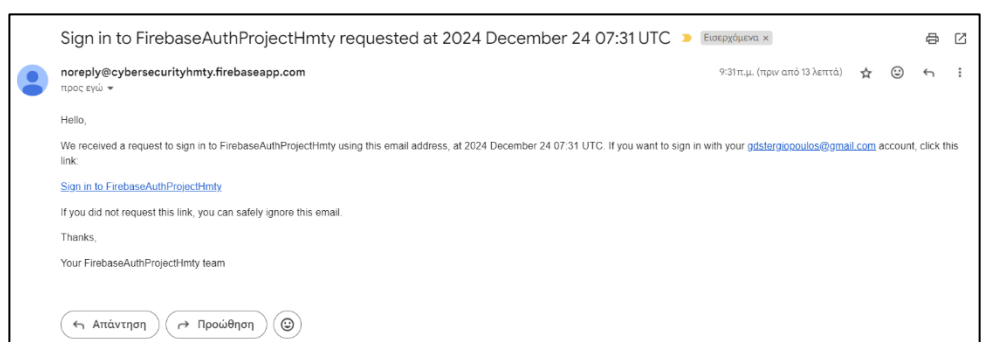 Sign in to FirebaseAuthProjectHmty requested at 2024 December 24 07:31 UTC Εισερχόμενα ×
noreply@cybersecurityhmty.firebaseapp.com 9:31 π.μ. (πριν από 13 λεπτά)
προς εγώ
Hello,
We received a request to sign in to FirebaseAuthProjectHmty using this email address, at 2024 December 24 07:31 UTC. If you want to sign in with your gdstergiopoulos@gmail.com account, click this
link:
Sign in to FirebaseAuthProjectHmty
If you did not request this link, you can safely ignore this email.
Thanks,
Your FirebaseAuthProjectHmty team
Απάντηση Προώθηση